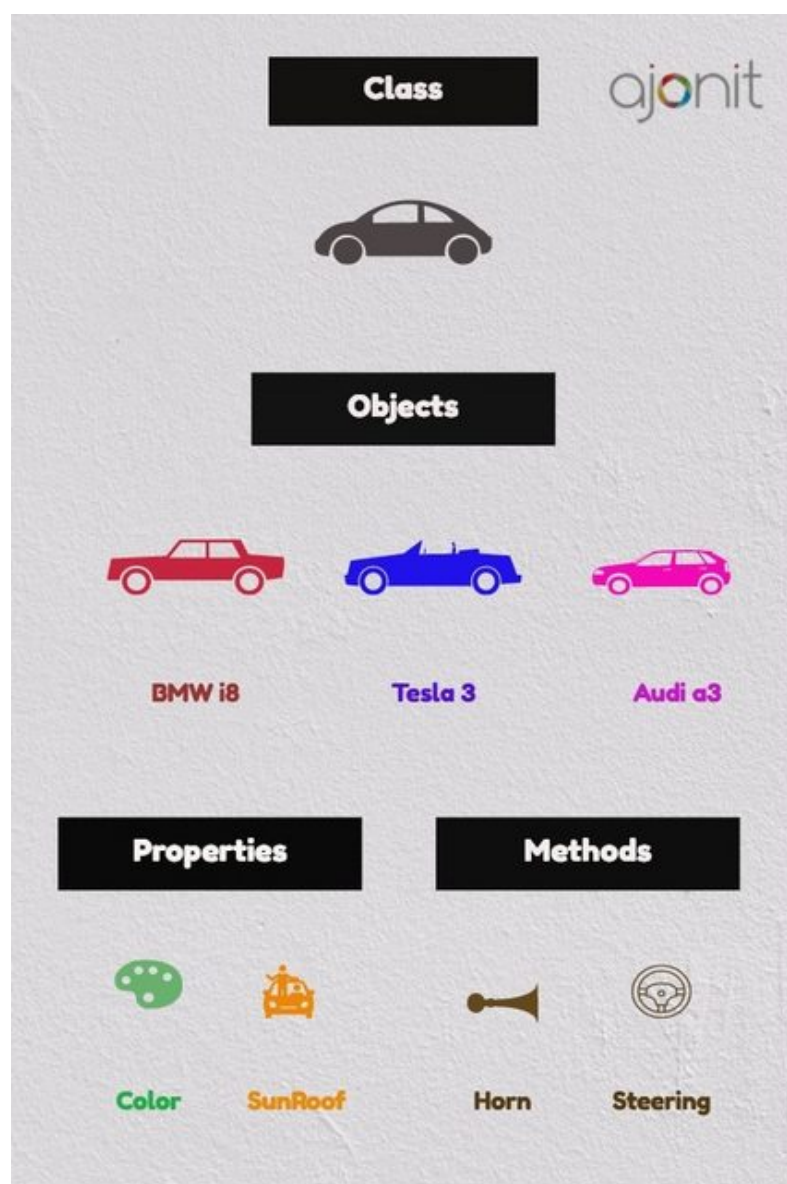 Class
ajonit
Objects
BMW i8
Tesla 3
Audi a3
Properties
Methods
Color
SunRoof
Horn
Steering